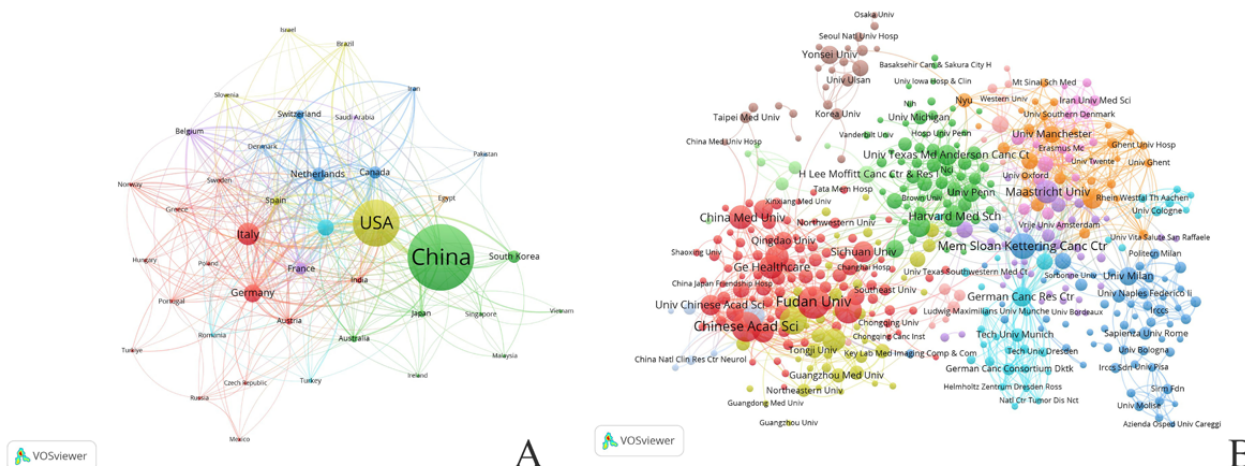 Israel
Brazil
Iran
Slovenia
Switzerland
Saudi Arabia
Belgium
Denmark
Pakistan
Netherlands
Canada
Norway
Sweden
Spain
Egypt
Greece
USA
Italy
China
Hungary
Poland
France
South Korea
India
Germany
Portugal
Japan
Singapore
Vietnam
Austria
Romania
Australia
Turkiye
Malaysia
Czech Republic
Turkey
Ireland
Russia
Mexico
VOSviewer
A
Osaka Univ
Seoul Natl Univ Hosp
Yonsei Univ
Basaksehir Cam & Sakura City H
Univ Ulsan
Univ Iowa Hosp & Clin
Mt Sinai Sch Med
Nih
Nyu
Western Univ
Iran Univ Med Sci
Taipei Med Univ
Korea Univ
Univ Michigan
Univ Southern Denmark
Vanderbilt Univ
Hosp Univ Penn
Univ Manchester
China Med Univ Hosp
Univ Texas Md Anderson Canc Ct
Erasmus Mc
Ghent Univ Hosp
Nci
Univ Twente
Univ Ghent
H Lee Moffitt Canc Ctr & Res I
Univ Oxford
Tata Mem Hosp
Brown Univ
Univ Penn
Maastricht Univ
Rhein Westfal Th Aachen
Xinxiang Med Univ
Univ Cologne
China Med Univ
Northwestern Univ
Harvard Med Sch
Vrije Univ Amsterdam
Univ Vita Salute San Raffaele
Shaoxing Univ
Qingdao Univ
Sichuan Univ
Mem Sloan Kettering Canc Ctr
Politecn Milan
Ge Healthcare
Changhai Hosp
Univ Texas Southwestern Med Ct
Sorbonne Univ
Univ Milan
China Japan Friendship Hosp
Southeast Univ
German Canc Res Ctr
Univ Naples Federico Ii
Univ Chinese Acad Sci
Fudan Univ
Ludwig Maximilians Univ Munche
Univ Bordeaux
Irccs
Chinese Acad Sci
Chongqing Univ
Chongqing Canc Inst
Tech Univ Munich
Sapienza Univ Rome
China Natl Clin Res Ctr Neurol
Tongji Univ
Key Lab Med Imaging Comp & Com
Tech Univ Dresden
Univ Bologna
Guangzhou Med Univ
German Canc Consortium Dktk
Irccs Sdn
Univ Pisa
Northeastern Univ
Helmholtz Zentrum Dresden Ross
Sirm Fdn
Guangdong Med Univ
Natl Ctr Tumor Dis Nct
Univ Molise
Guangzhou Univ
Azienda Osped Univ Careggi
VOSviewer
B